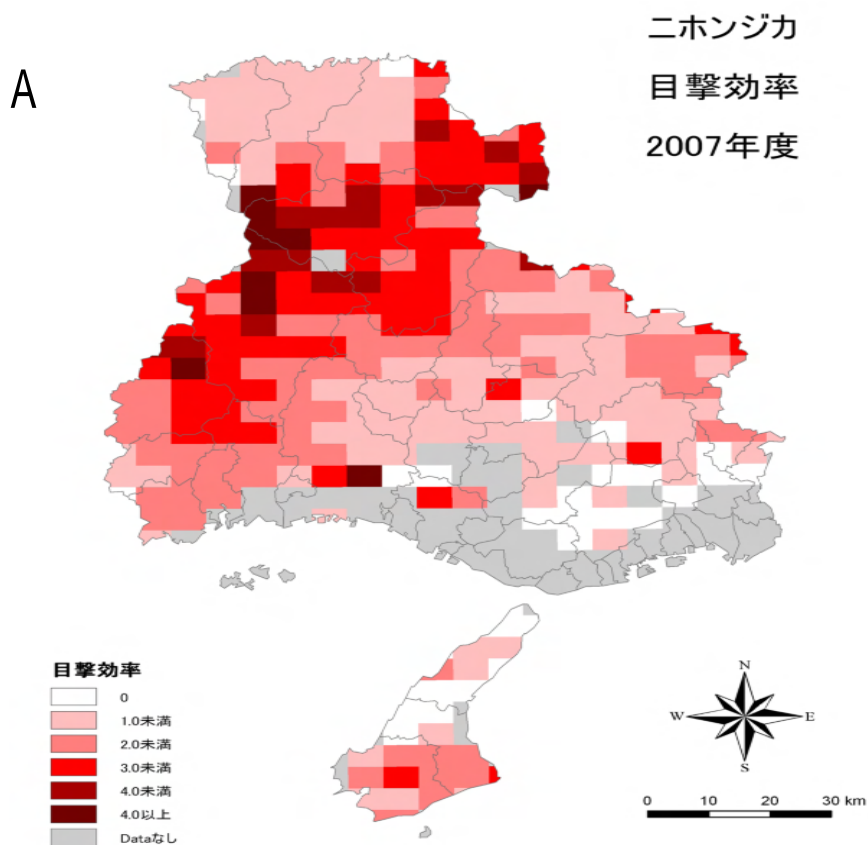 ニホンジカ
A
目撃効率
2007年度
目撃効率
0
1.0未満
2.0未満
3.0未満
4.0未満
4.0以上
Dataなし
N
W
E
S
0 10 20 30 km